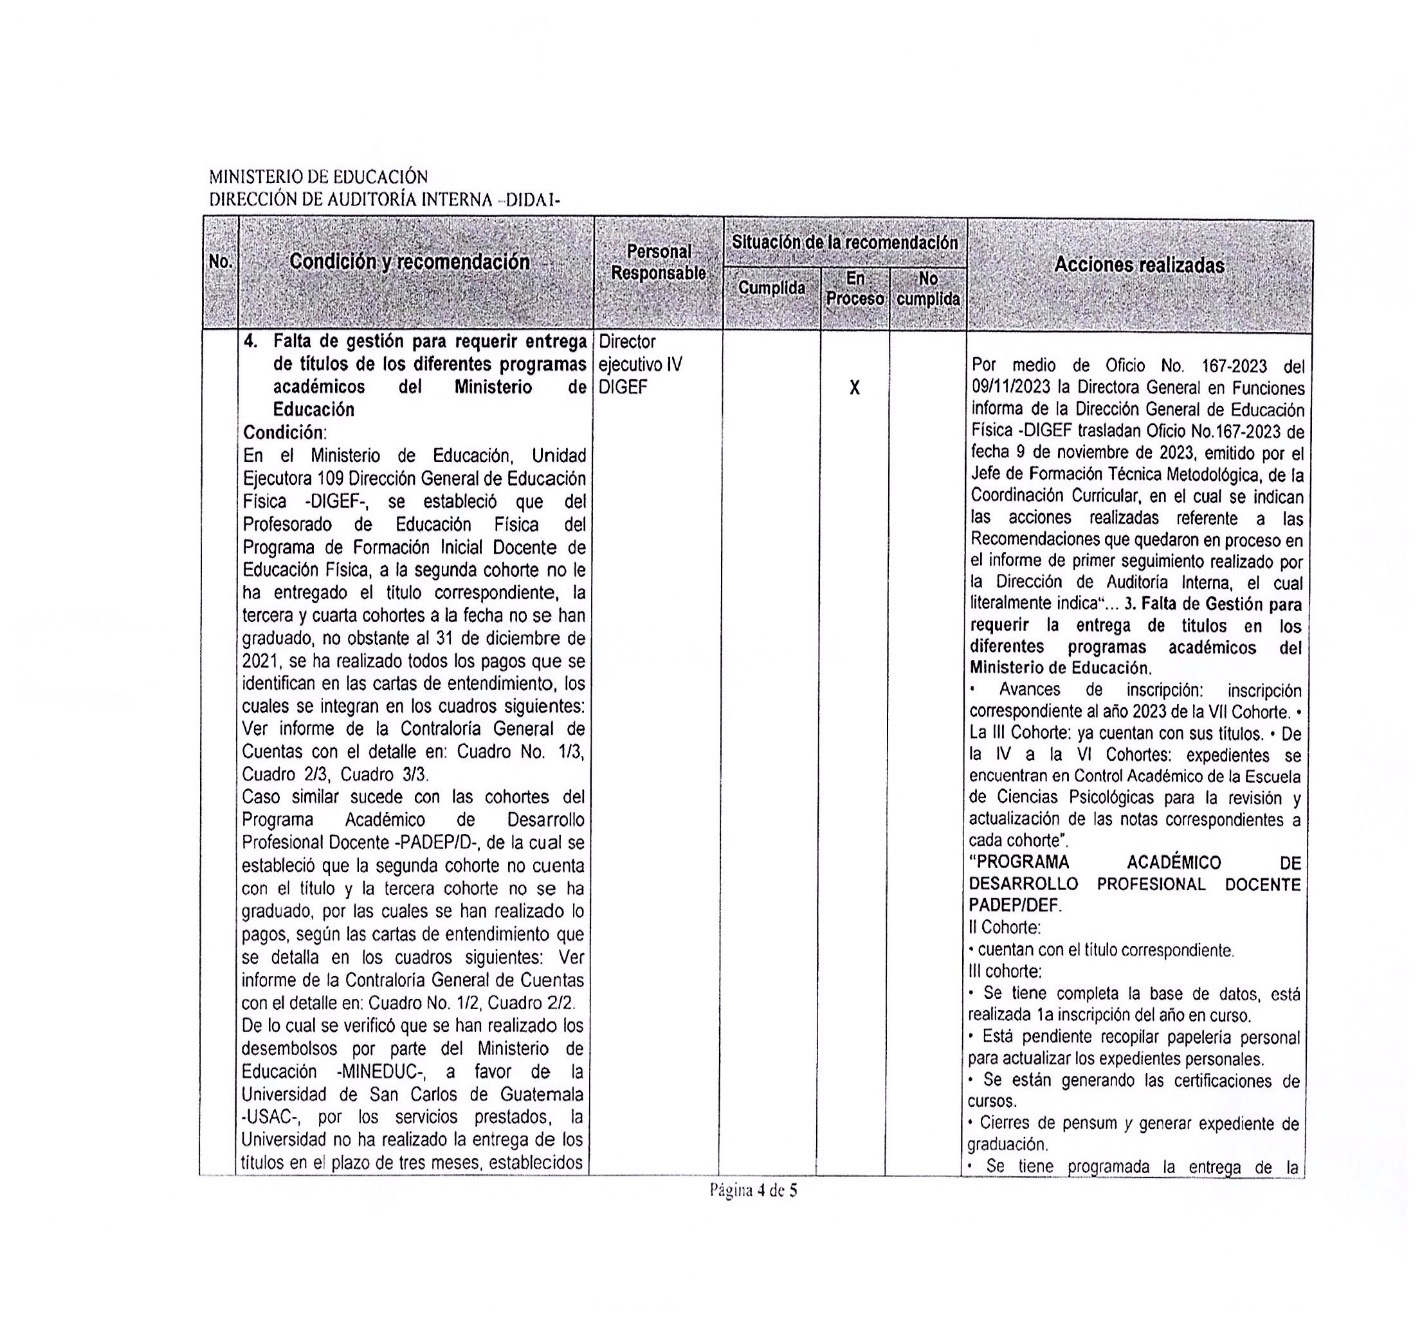 MINISTERIO DE EDUCACIÓN
DIRECCIÓN DE AUDITORÍA INTERNA -DIDAI-
No.
Condición y recomendación
Personal
Responsable
Situación de la recomendación
Cumplida
En
Proceso
No
cumplida
Acciones realizadas
4. Falta de gestión para requerir entrega
de títulos de los diferentes programas
académicos del Ministerio de
Educación
Condición:
En el Ministerio de Educación, Unidad
Ejecutora 109 Dirección General de Educación
Física -DIGEF-, se estableció que del
Profesorado de Educación Física del
Programa de Formación Inicial Docente de
Educación Física, a la segunda cohorte no le
ha entregado el título correspondiente, la
tercera y cuarta cohortes a la fecha no se han
graduado, no obstante al 31 de diciembre de
2021, se ha realizado todos los pagos que se
identifican en las cartas de entendimiento, los
cuales se integran en los cuadros siguientes:
Ver informe de la Contraloría General de
Cuentas con el detalle en: Cuadro No. 1/3,
Cuadro 2/3, Cuadro 3/3.
Caso similar sucede con las cohortes del
Programa Académico de Desarrollo
Profesional Docente -PADEP/D-, de la cual se
estableció que la segunda cohorte no cuenta
con el título y la tercera cohorte no se ha
graduado, por las cuales se han realizado lo
pagos, según las cartas de entendimiento que
se detalla en los cuadros siguientes: Ver
informe de la Contraloría General de Cuentas
con el detalle en: Cuadro No. 1/2, Cuadro 2/2.
De lo cual se verificó que se han realizado los
desembolsos por parte del Ministerio de
Educación -MINEDUC-, a favor de la
Universidad de San Carlos de Guatemala
-USAC-, por los servicios prestados, la
Universidad no ha realizado la entrega de los
títulos en el plazo de tres meses, establecidos
Director
ejecutivo IV
DIGEF
X
Por medio de Oficio No. 167-2023 del
09/11/2023 la Directora General en Funciones
informa de la Dirección General de Educación
Física -DIGEF trasladan Oficio No.167-2023 de
fecha 9 de noviembre de 2023, emitido por el
Jefe de Formación Técnica Metodológica, de la
Coordinación Curricular, en el cual se indican
las acciones realizadas referente a las
Recomendaciones que quedaron en proceso en
el informe de primer seguimiento realizado por
la Dirección de Auditoría Interna, el cual
literalmente indica“... 3. Falta de Gestión para
requerir la entrega de titulos en los
diferentes programas académicos del
Ministerio de Educación.
• Avances de inscripción: inscripción
correspondiente al año 2023 de la VII Cohorte. •
La III Cohorte: ya cuentan con sus títulos. • De
la IV a la VI Cohortes: expedientes se
encuentran en Control Académico de la Escuela
de Ciencias Psicológicas para la revisión y
actualización de las notas correspondientes a
cada cohorte”.
“PROGRAMA ACADÉMICO DE
DESARROLLO PROFESIONAL DOCENTE
PADEP/DEF.
II Cohorte:
• cuentan con el título correspondiente.
III cohorte:
• Se tiene completa la base de datos, está
realizada 1a inscripción del año en curso.
• Está pendiente recopilar papelería personal
para actualizar los expedientes personales.
• Se están generando las certificaciones de
cursos.
• Cierres de pensum y generar expediente de
graduación.
• Se tiene programada la entrega de la
Página 4 de 5